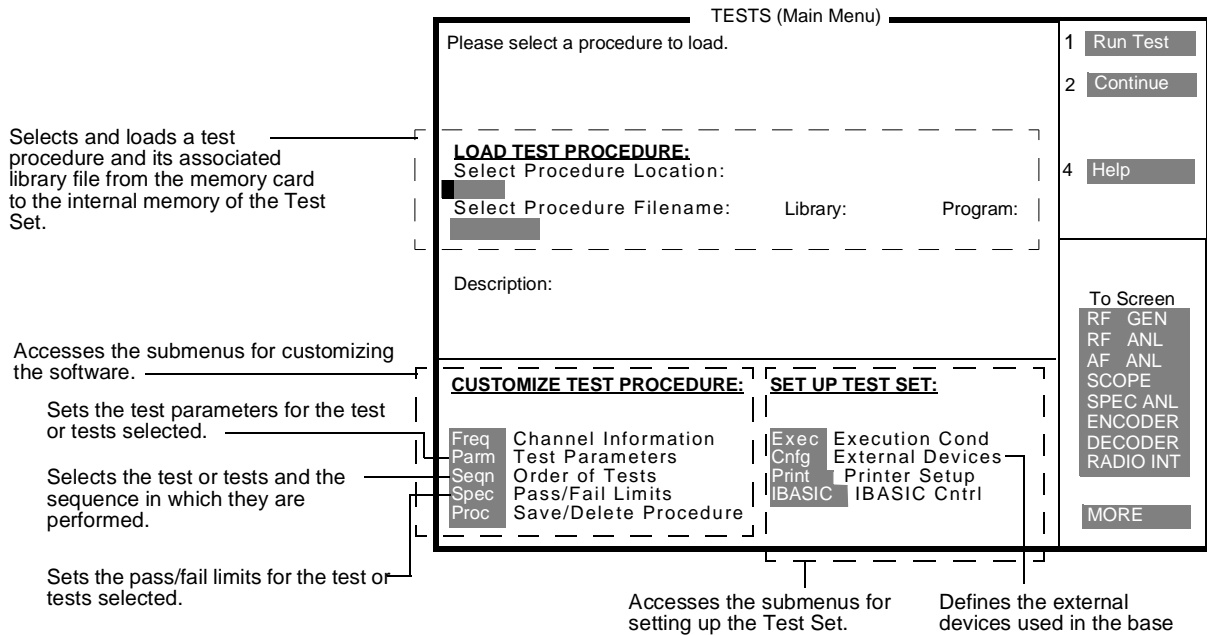 TESTS (Main Menu)
Please select a procedure to load.
1 Run Test
2 Continue
4 Help
Selects and loads a test
procedure and its associated
library file from the memory card
to the internal memory of the Test
Set.
LOAD TEST PROCEDURE:
Select Procedure Location:
Select Procedure Filename: Library: Program:
Description:
To Screen
RF GEN
RF ANL
AF ANL
SCOPE
SPEC ANL
ENCODER
DECODER
RADIO INT
MORE
Accesses the submenus for customizing
the software.
Sets the test parameters for the test
or tests selected.
Selects the test or tests and the
sequence in which they are
performed.
Sets the pass/fail limits for the test or
tests selected.
CUSTOMIZE TEST PROCEDURE:
Freq Channel Information
Parm Test Parameters
Seqn Order of Tests
Spec Pass/Fail Limits
Proc Save/Delete Procedure
SET UP TEST SET:
Exec Execution Cond
Cnfg External Devices
Print Printer Setup
IBASIC IBASIC Cntrl
Accesses the submenus for
setting up the Test Set.
Defines the external
devices used in the base